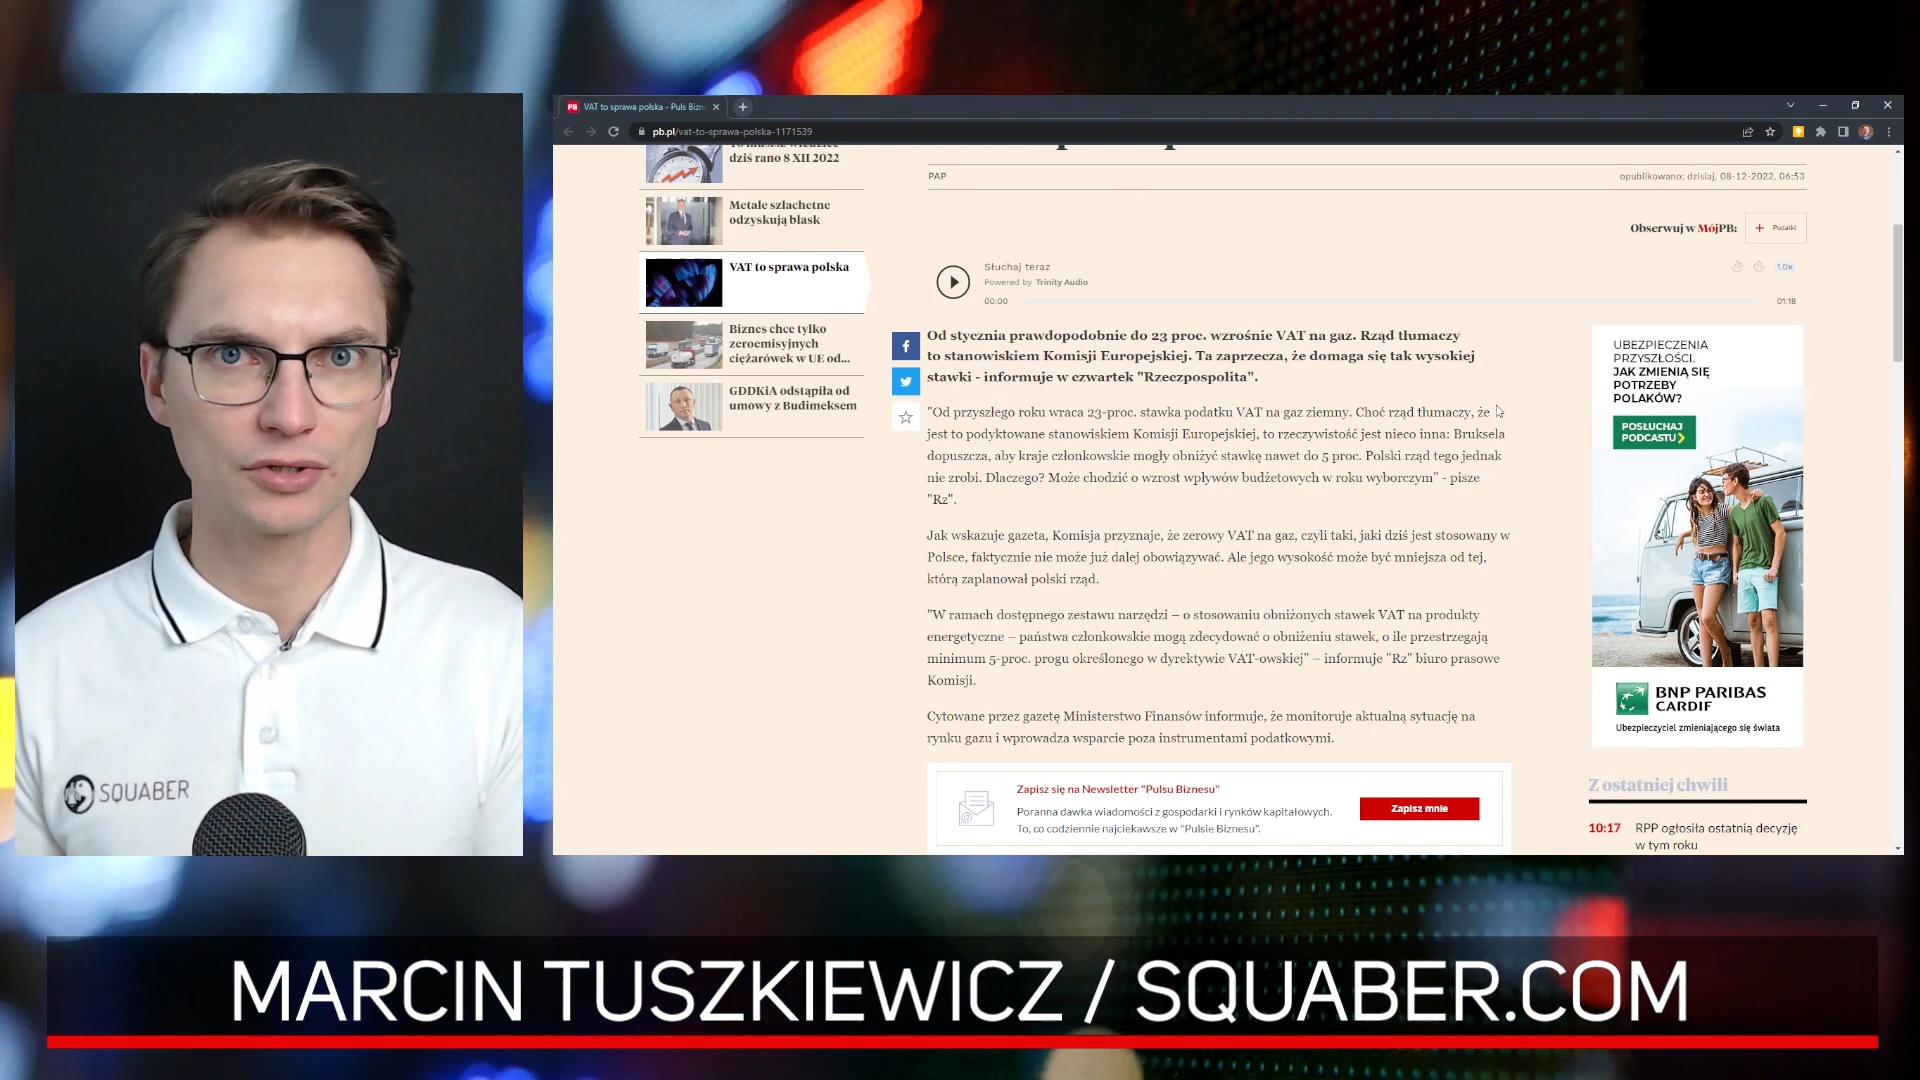 PB VAT to sprawa polska - Puls Bizn
pb.pl/vat-to-sprawa-polska-1171539
dziś rano 8 XII 2022
Metale szlachetne
odzyskują blask
VAT to sprawa polska
Biznes chce tylko
zeroemisyjnych
ciężarówek w UE od...
GDDKiA odstąpiła od
umowy z Budimeksem
PAP
opublikowano: dzisiaj, 08-12-2022, 06:53
Obserwuj w MójPB:
+ Podatki
Słuchaj teraz
Powered by Trinity Audio
1.0x
00:00
01:18
Od stycznia prawdopodobnie do 23 proc. wzrośnie VAT na gaz. Rząd tłumaczy
to stanowiskiem Komisji Europejskiej. Ta zaprzecza, że domaga się tak wysokiej
stawki - informuje w czwartek "Rzeczpospolita".
"Od przyszłego roku wraca 23-proc. stawka podatku VAT na gaz ziemny. Choć rząd tłumaczy, że
jest to podyktowane stanowiskiem Komisji Europejskiej, to rzeczywistość jest nieco inna: Bruksela
dopuszcza, aby kraje członkowskie mogły obniżyć stawkę nawet do 5 proc. Polski rząd tego jednak
nie zrobi. Dlaczego? Może chodzić o wzrost wpływów budżetowych w roku wyborczym" - pisze
"Rz".
Jak wskazuje gazeta, Komisja przyznaje, że zerowy VAT na gaz, czyli taki, jaki dziś jest stosowany w
Polsce, faktycznie nie może już dalej obowiązywać. Ale jego wysokość może być mniejsza od tej,
którą zaplanował polski rząd.
"W ramach dostępnego zestawu narzędzi – o stosowaniu obniżonych stawek VAT na produkty
energetyczne – państwa członkowskie mogą zdecydować o obniżeniu stawek, o ile przestrzegają
minimum 5-proc. progu określonego w dyrektywie VAT-owskiej" – informuje "Rz" biuro prasowe
Komisji.
Cytowane przez gazetę Ministerstwo Finansów informuje, że monitoruje aktualną sytuację na
rynku gazu i wprowadza wsparcie poza instrumentami podatkowymi.
Zapisz się na Newsletter "Pulsu Biznesu"
Poranna dawka wiadomości z gospodarki i rynków kapitałowych.
To, co codziennie najciekawsze w "Pulsie Biznesu".
Zapisz mnie
UBEZPIECZENIA
PRZYSZŁOŚCI.
JAK ZMIENIĄ SIĘ
POTRZEBY
POLAKÓW?
POSŁUCHAJ
PODCASTU
BNP PARIBAS
CARDIF
Ubezpieczyciel zmieniającego się świata
Z ostatniej chwili
10:17 RPP ogłosiła ostatnią decyzję
w tym roku
SQUABER
MARCIN TUSZKIEWICZ / SQUABER.COM